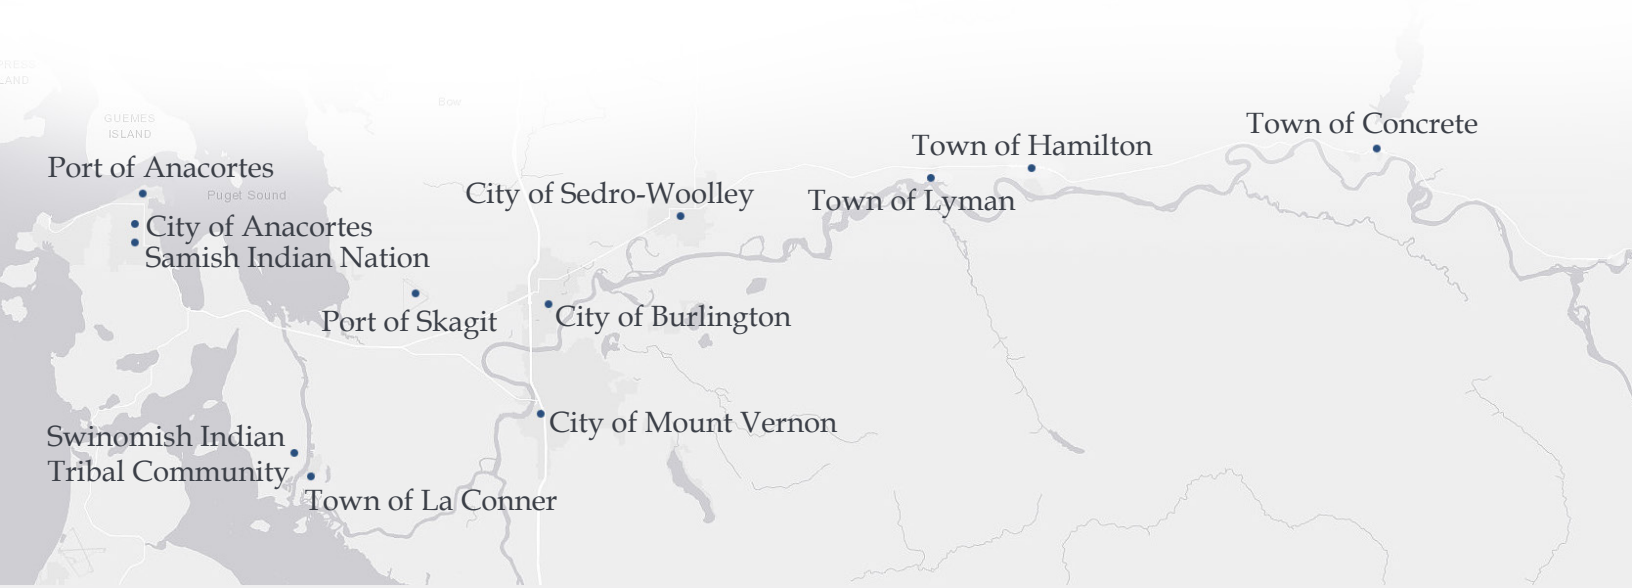 LAND
Bow
GUEMES
ISLAND
Town of Concrete
Town of Hamilton
Port of Anacortes
Puget Sound
City of Sedro-Woolley
Town of Lyman
City of Anacortes
Samish Indian Nation
Port of Skagit
City of Burlington
City of Mount Vernon
Swinomish Indian
Tribal Community
Town of La Conner